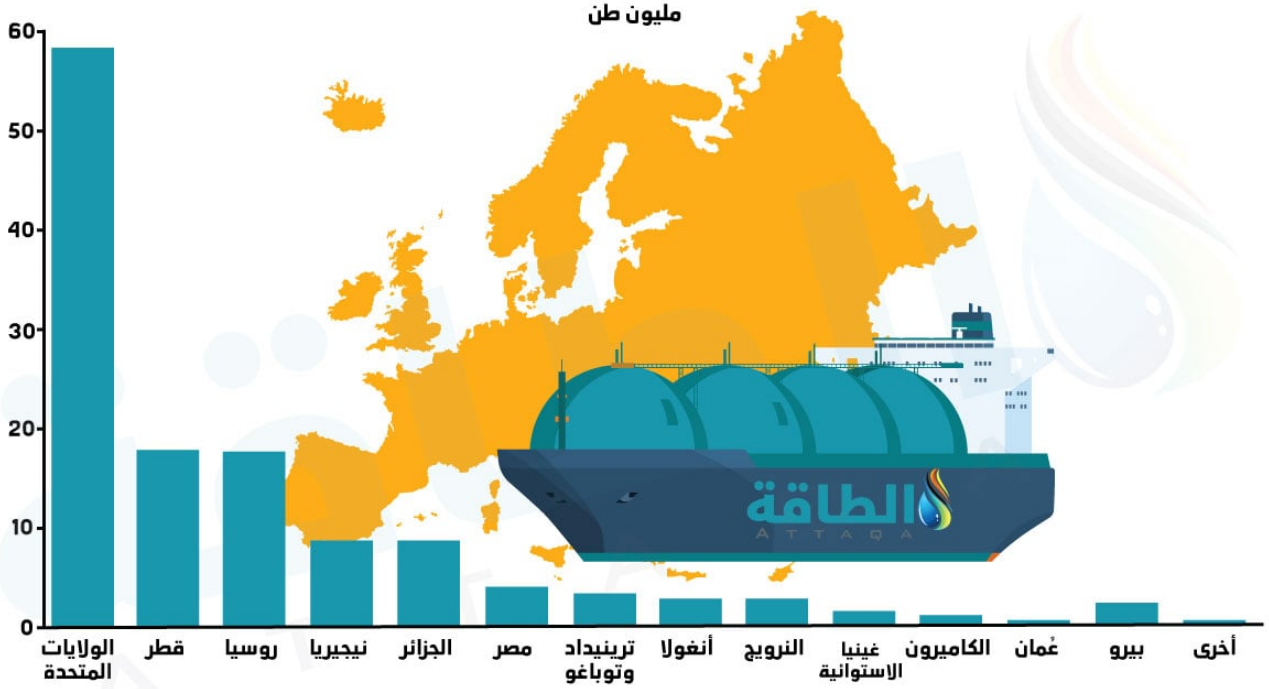 مليون طن
60
50
40
30
20
10
0
الولايات
المتحدة
قطر
روسيا
نيجيريا
الجزائر
مصر
ترينيداد
وتوباغو
أنغولا
النرويج
غينيا
الاستوائية
الكاميرون
عُمان
بيرو
أخرى
الطاقة
ATTAQA